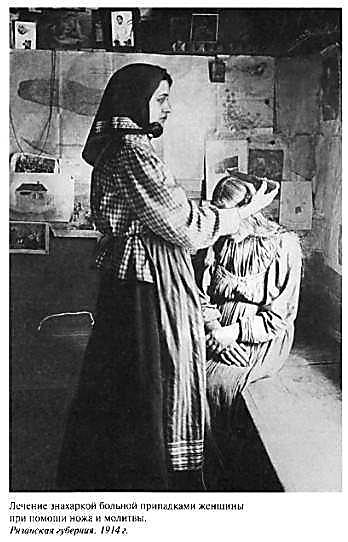 Лечение знахаркой больной припадками женщины
при помощи ножа и молитвы.
Рязанская губерния. 1914 г.